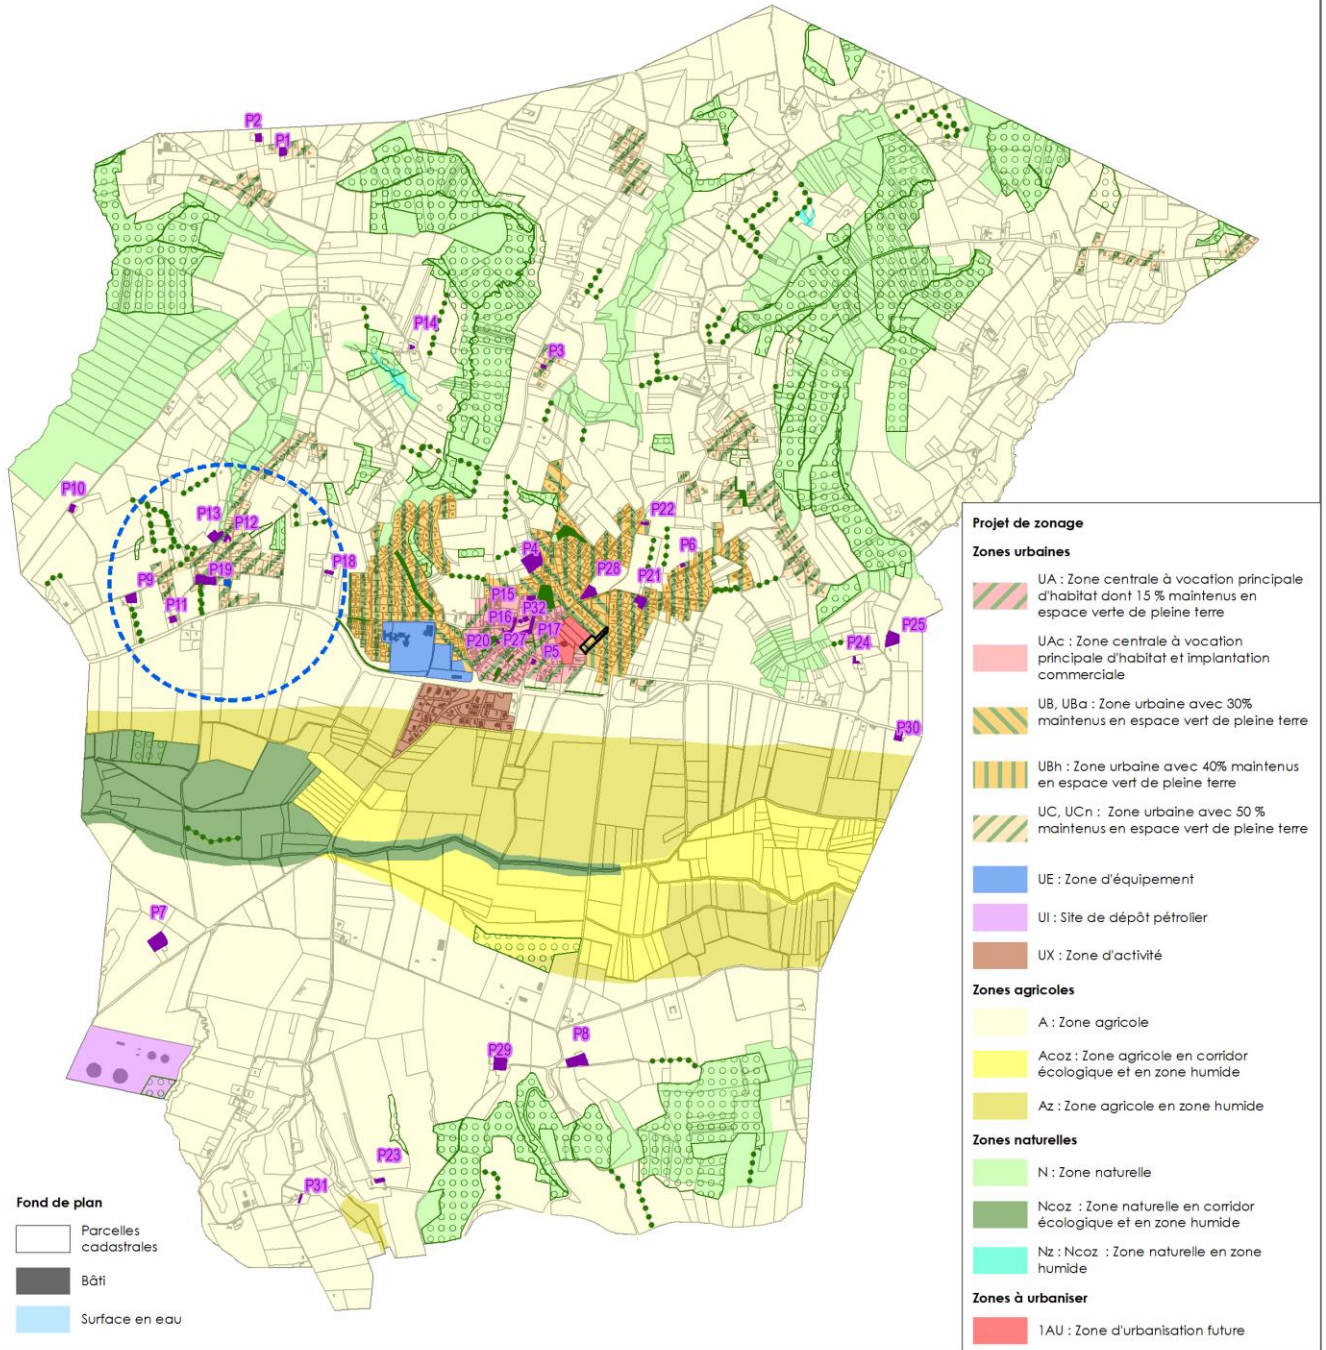 P2
P1
P14
P3
P10
P13
P12
P22
P4
P6
P18
P19
P9
P28
P21
P15
P11
P32
P16
P17
P20
P27
P5
P25
P24
P30
P7
P29
P8
P23
P31
Fond de plan
Parcelles
cadastrales
Bâti
Surface en eau
Projet de zonage
Zones urbaines
UA : Zone centrale à vocation principale
d'habitat dont 15 % maintenus en
espace verte de pleine terre
UAc : Zone centrale à vocation
principale d'habitat et implantation
commerciale
UB, UBa : Zone urbaine avec 30%
maintenus en espace vert de pleine terre
UBh : Zone urbaine avec 40% maintenus
en espace vert de pleine terre
UC, UCn : Zone urbaine avec 50 %
maintenus en espace vert de pleine terre
UE : Zone d'équipement
UI : Site de dépôt pétrolier
UX : Zone d'activité
Zones agricoles
A : Zone agricole
Acoz : Zone agricole en corridor
écologique et en zone humide
Az : Zone agricole en zone humide
Zones naturelles
N : Zone naturelle
Ncoz : Zone naturelle en corridor
écologique et en zone humide
Nz : Ncoz : Zone naturelle en zone
humide
Zones à urbaniser
1AU : Zone d'urbanisation future